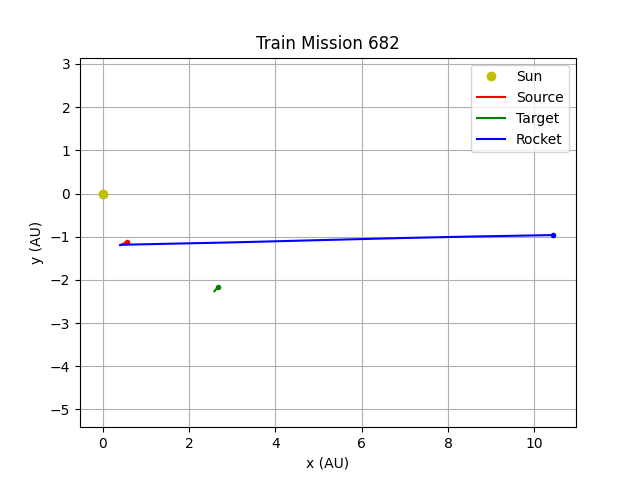 Train Mission 682
Sun
Source
Target
Rocket
y (AU)
3
2
1
0
−1
−2
−3
−4
−5
0 2 4 6 8 10
x (AU)